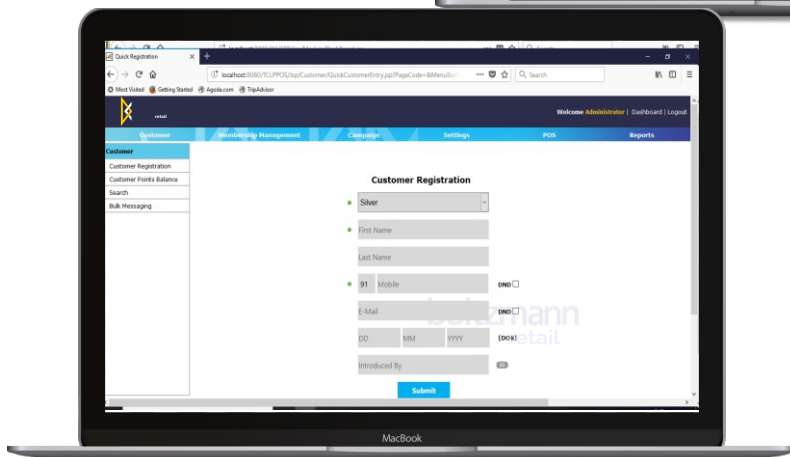 Quick Registration
localhost:8080/TCLPPOS/Jsp/Customer/QuickCustomerEntry.jsp?PageCode=3&MenuBar
Search
Most Visited Getting Started Agoda.com TripAdvisor
retail
Welcome Administrator | Dashboard | Logout
Customer Membership Management Campaign Settings POS Reports
Customer
Customer Registration
Customer Points Balance
Search
Bulk Messaging
Customer Registration
Silver
First Name
Last Name
91 Mobile DND
E-Mail DND
DD MM YYYY (DOB)
Introduced By
Submit
boltzmann
retail
MacBook